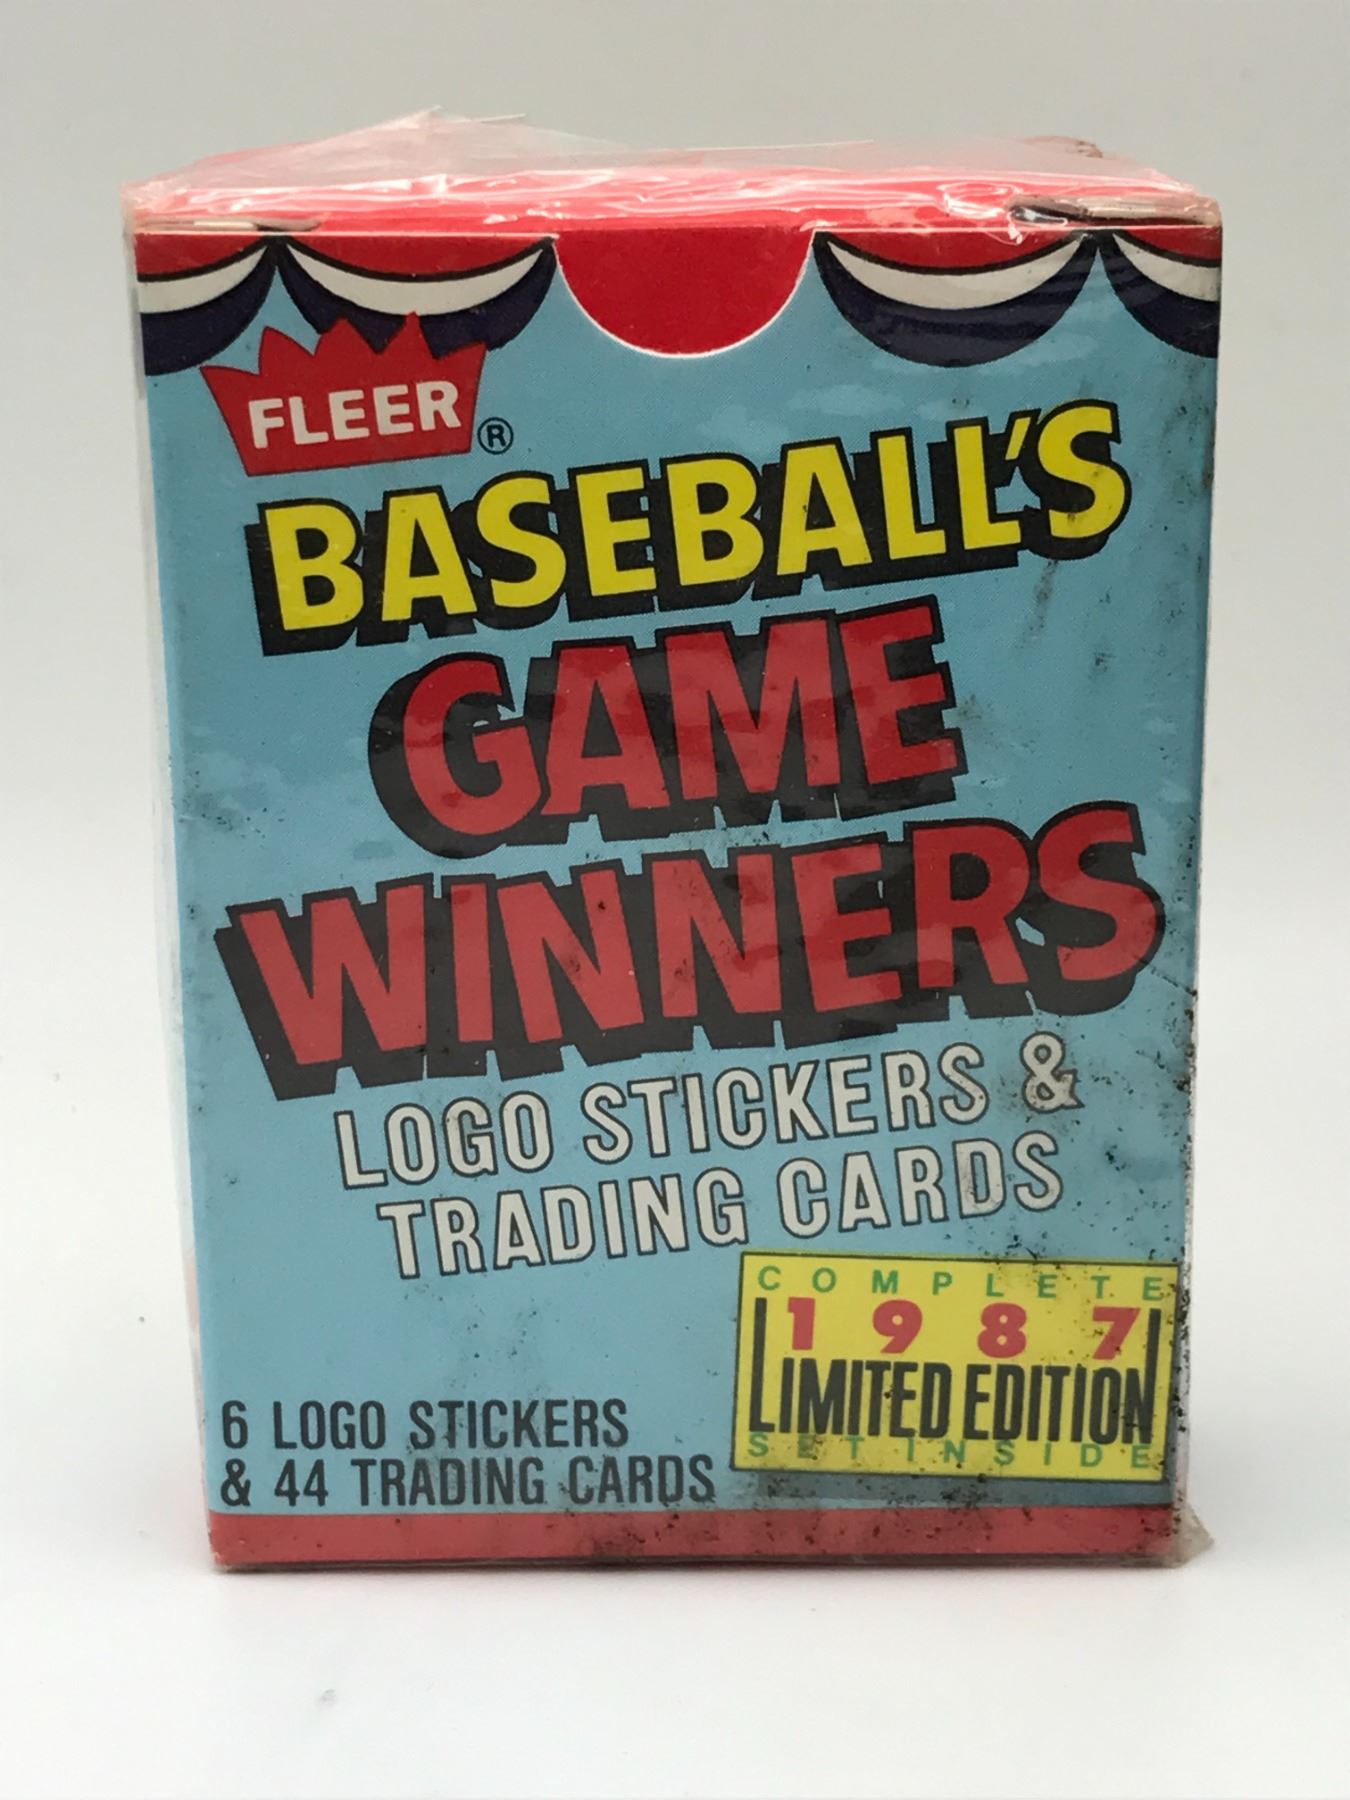 FLEER®
BASEBALL'S
GAME
WINNERS
LOGO STICKERS &
TRADING CARDS
COMPLETE
1987
LIMITED EDITION
SET INSIDE
6 LOGO STICKERS
& 44 TRADING CARDS